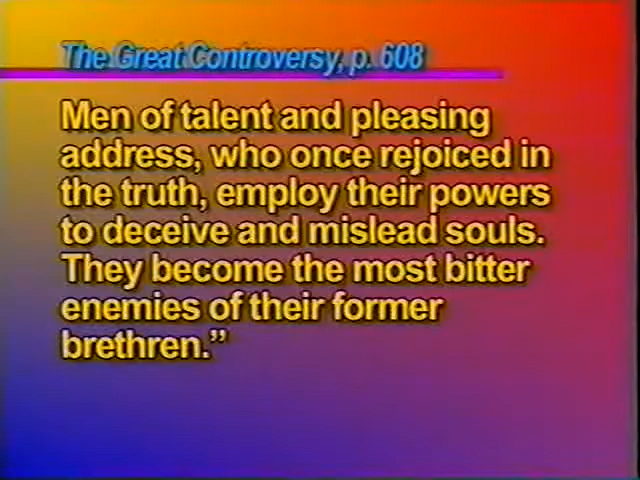 The Great Controversy, p. 608
Men of talent and pleasing
address, who once rejoiced in
the truth, employ their powers
to deceive and mislead souls.
They become the most bitter
enemies of their former
brethren.”